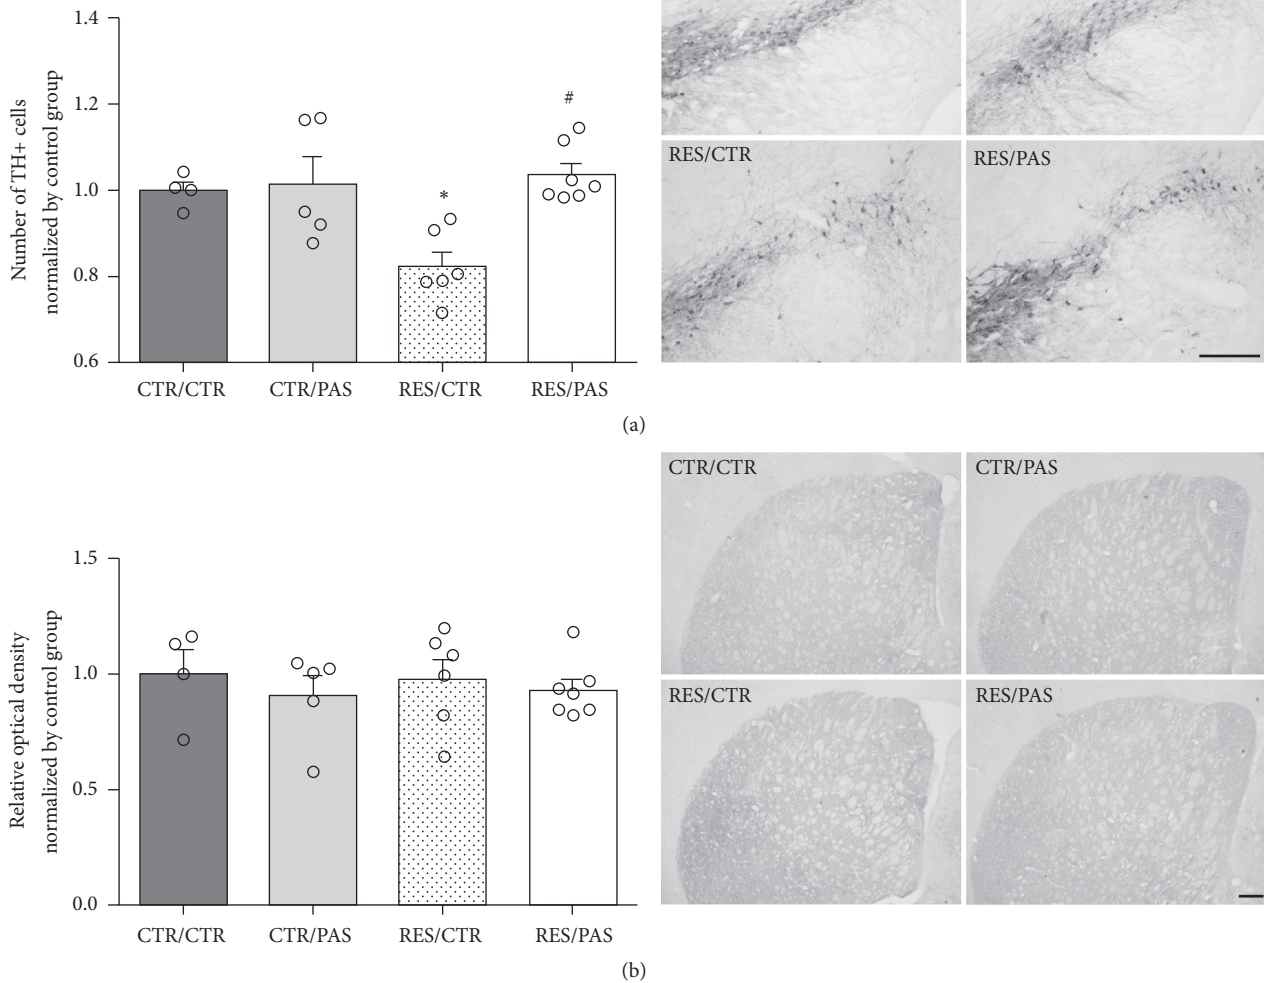 Number of TH+ cells
normalized by control group
1.4
1.2
1.0
0.8
0.6
*
#
CTR/CTR
CTR/PAS
RES/CTR
RES/PAS
RES/CTR
RES/PAS
(a)
Relative optical density
normalized by control group
1.5
1.0
0.5
0.0
CTR/CTR
CTR/PAS
RES/CTR
RES/PAS
CTR/CTR
CTR/PAS
RES/CTR
RES/PAS
(b)